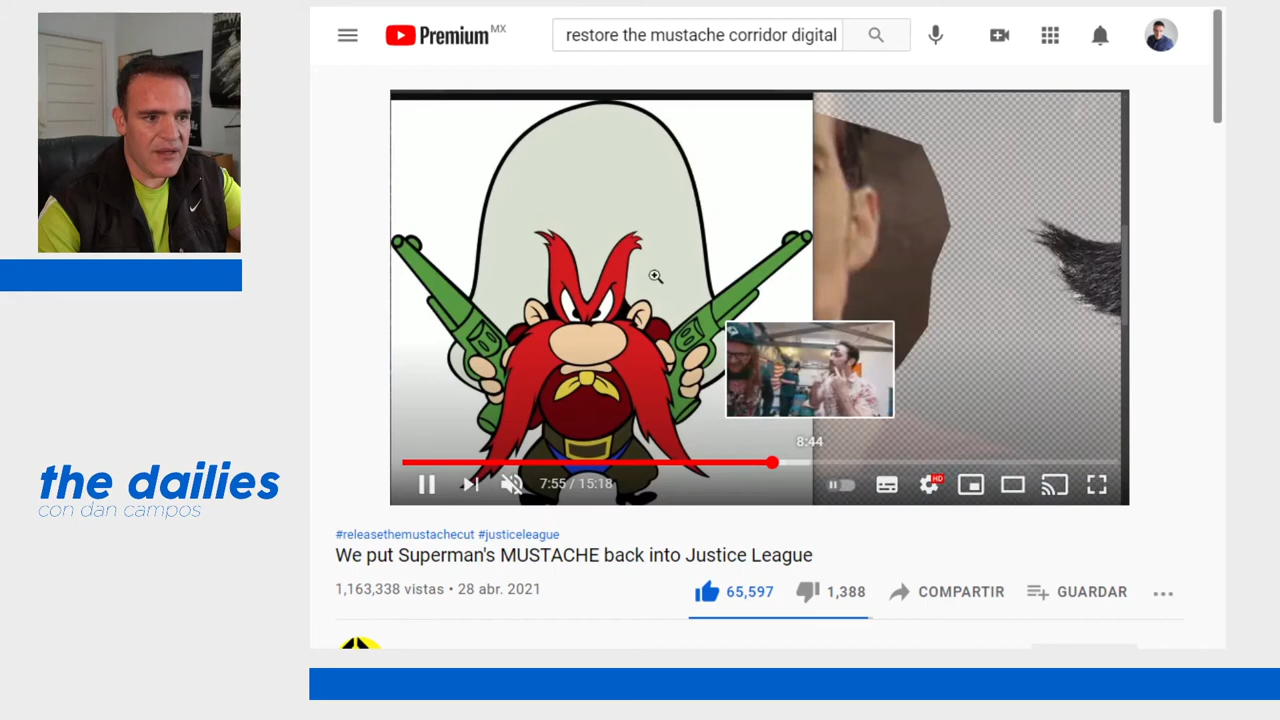 Premium MX
restore the mustache corridor digital
8:44
7:55 / 15:18
HD
the dailies
con dan campos
#releasethemustachecut #justiceleague
We put Superman's MUSTACHE back into Justice League
1,163,338 vistas • 28 abr. 2021
65,597
1,388
COMPARTIR
GUARDAR